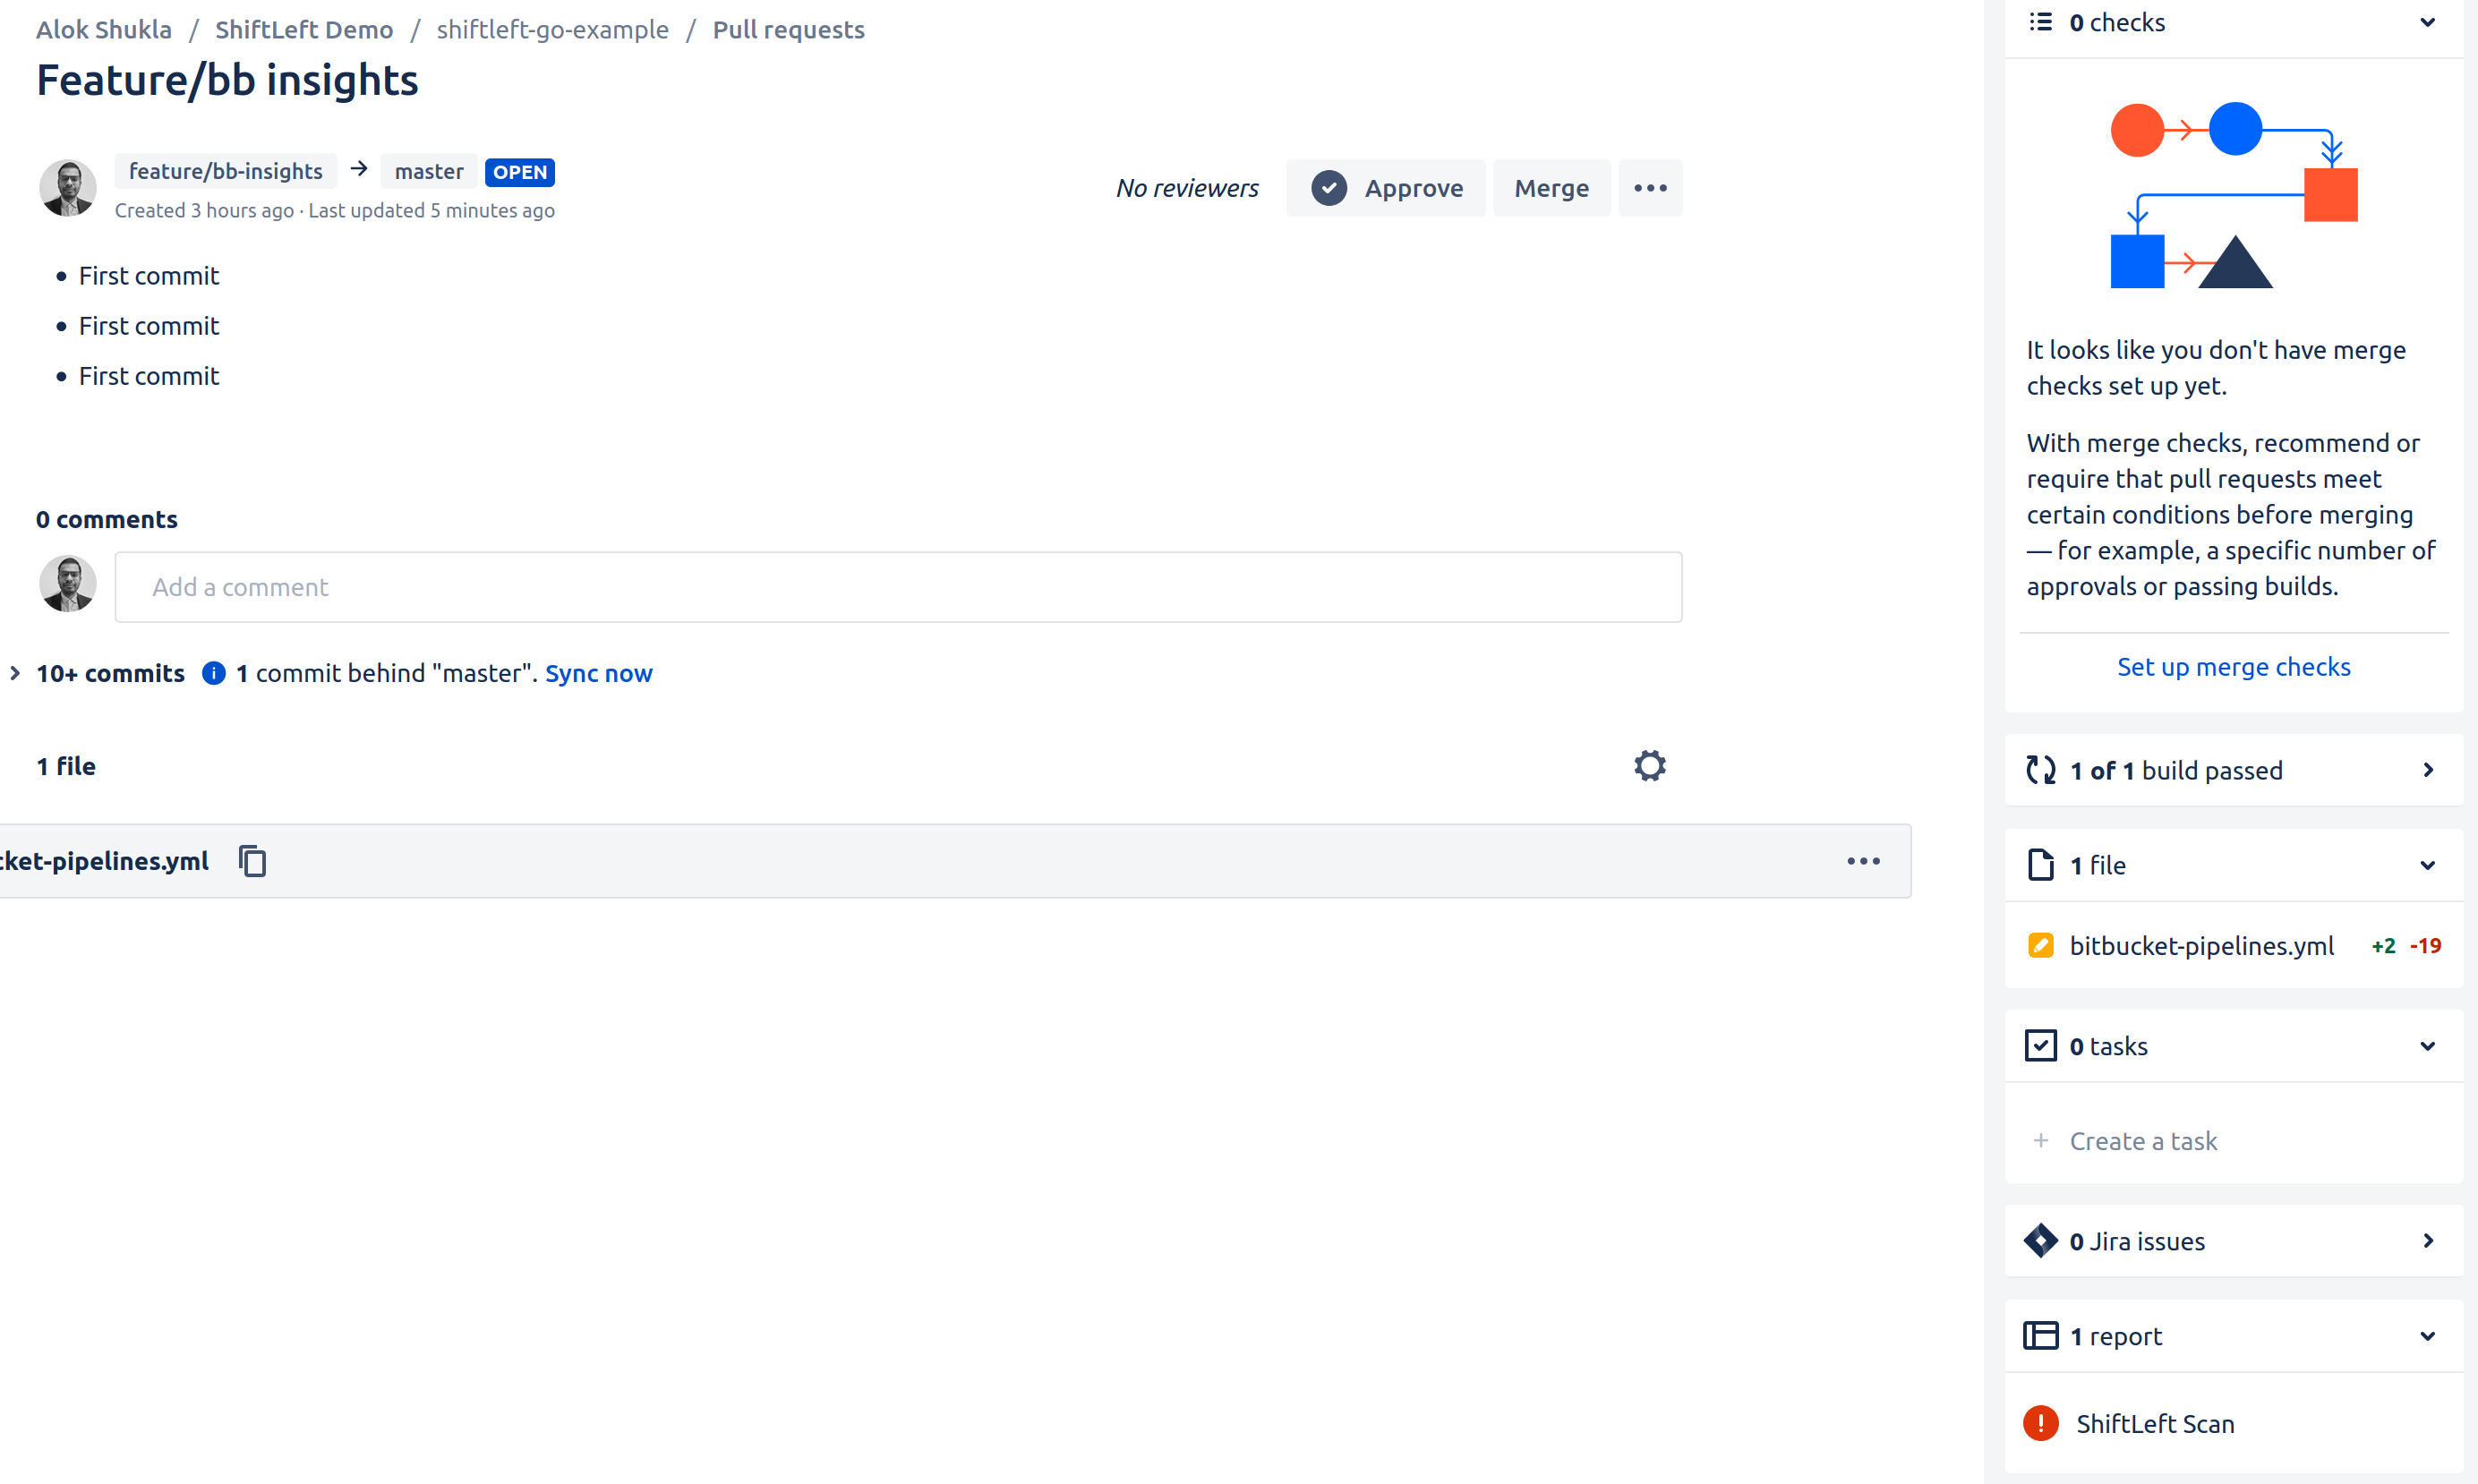 Alok Shukla / ShiftLeft Demo / shiftleft-go-example / Pull requests
Feature/bb insights
feature/bb-insights → master OPEN
Created 3 hours ago · Last updated 5 minutes ago
No reviewers
Approve
Merge
• First commit
• First commit
• First commit
0 comments
Add a comment
10+ commits 1 commit behind "master". Sync now
1 file
cket-pipelines.yml
0 checks
It looks like you don't have merge
checks set up yet.
With merge checks, recommend or
require that pull requests meet
certain conditions before merging
— for example, a specific number of
approvals or passing builds.
Set up merge checks
1 of 1 build passed
1 file
bitbucket-pipelines.yml +2 -19
0 tasks
+ Create a task
0 Jira issues
1 report
ShiftLeft Scan